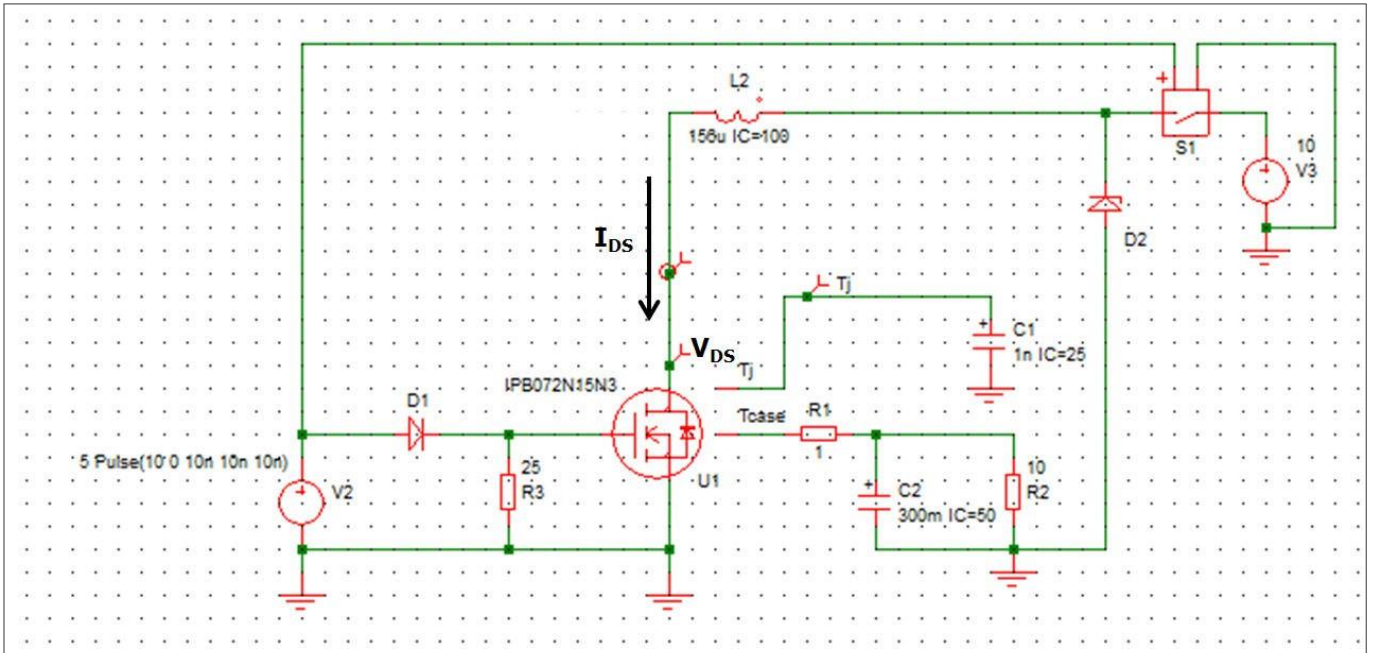 L2
156u IC=100
+
S1
10
V3
D2
IDS
VDS
Tj
+
C1
1n IC=25
IPB072N15N3
Tj
Tcase
R1
1
D1
U1
5 Pulse(10 0 10n 10n 10n)
V2
25
R3
+
C2
300m IC=50
10
R2